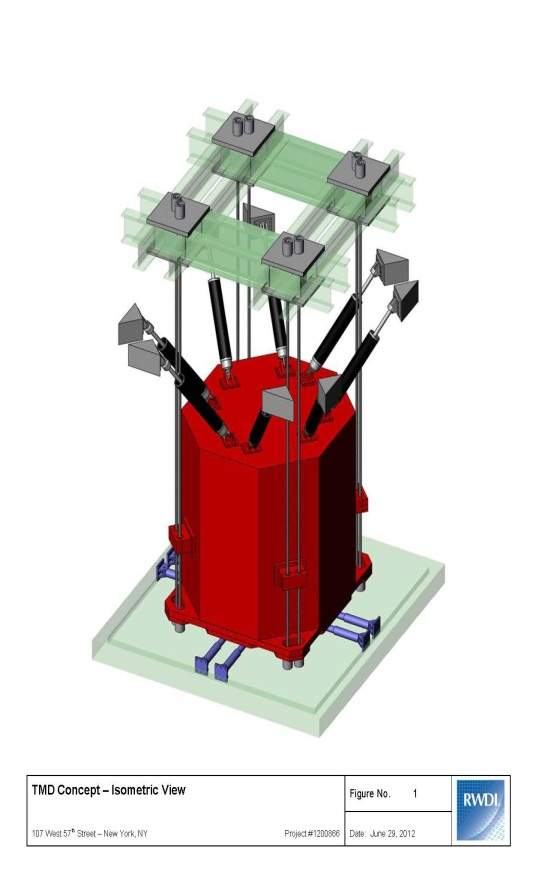 TMD Concept – Isometric View
Figure No. 1
RWDI
107 West 57th Street – New York, NY
Project #1200866
Date: June 29, 2012